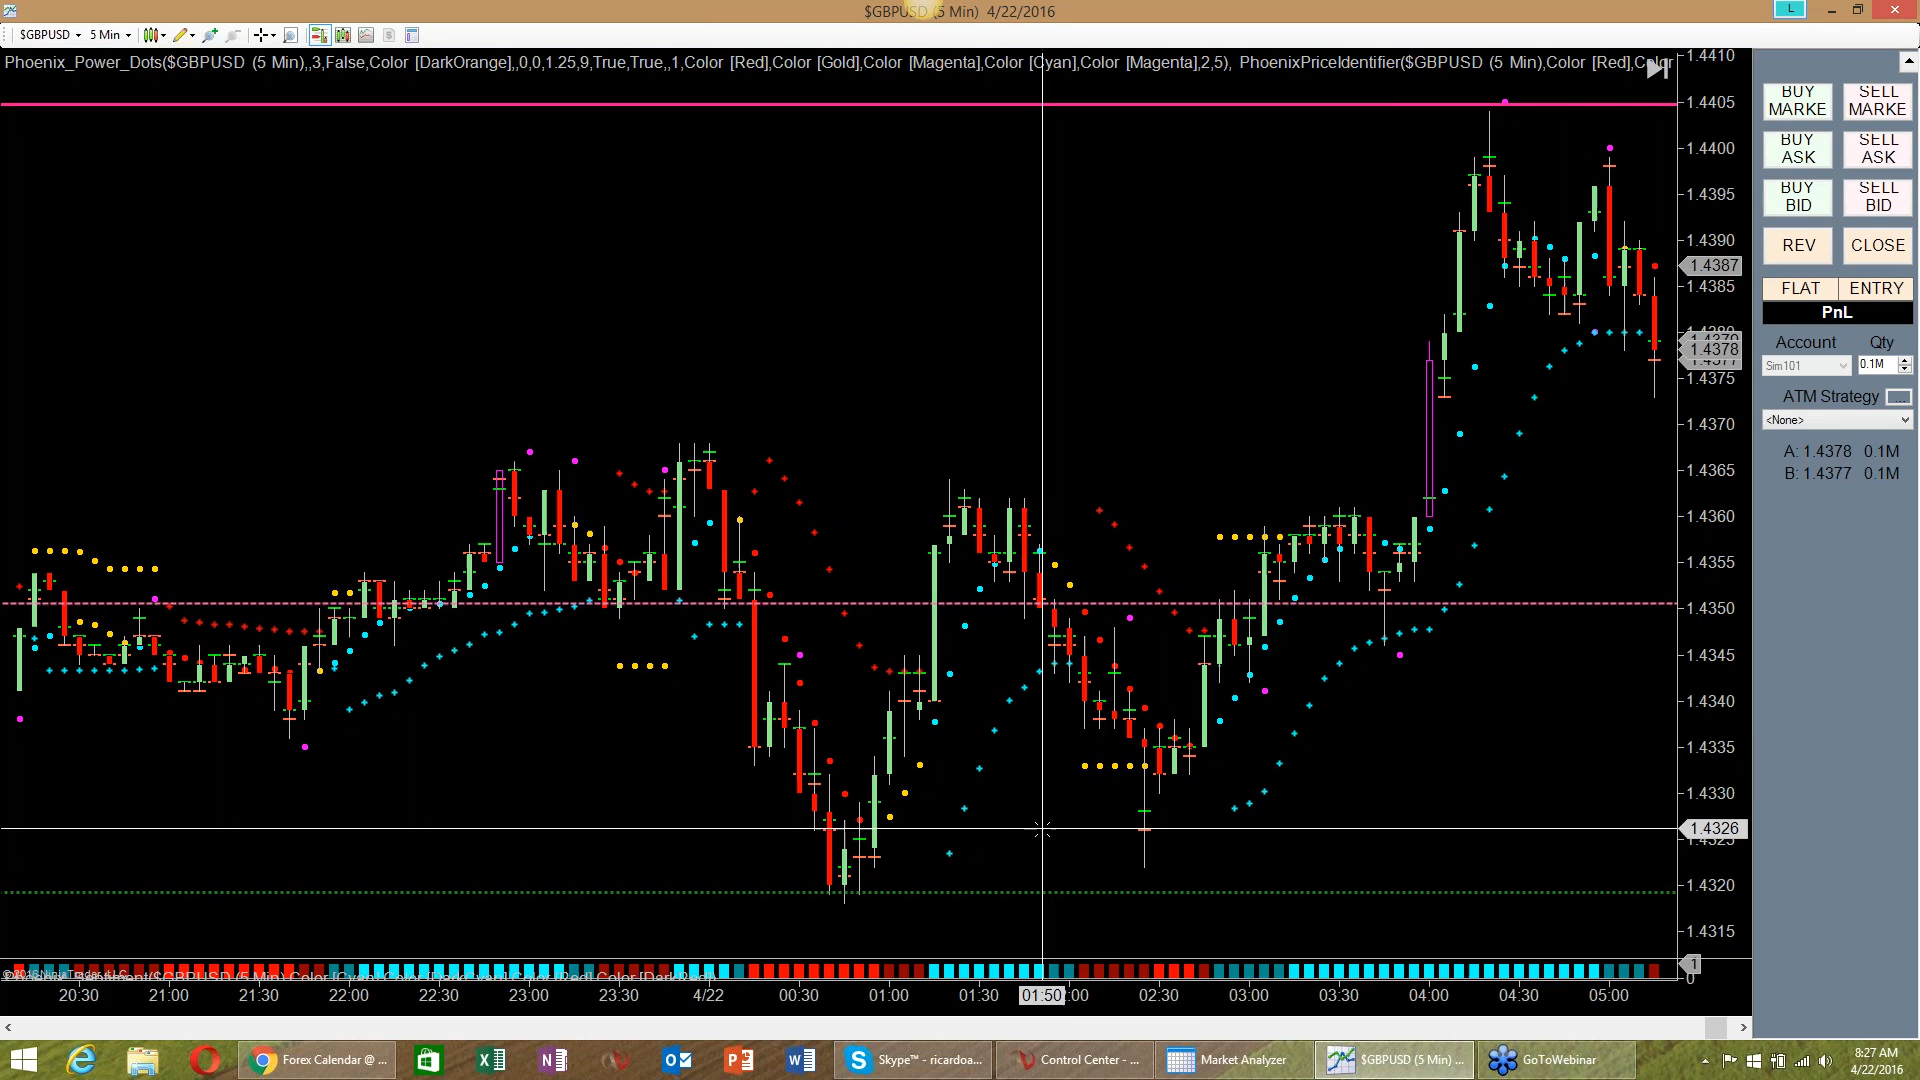 $GBPUSD (5 Min) 4/22/2016
L
$GBPUSD 5 Min
Phoenix_Power_Dots($GBPUSD (5 Min),,3,False,Color [DarkOrange],,0,0,1.25,9,True,True,,1,Color [Red],Color [Gold],Color [Magenta],Color [Cyan],Color [Magenta],2,5), PhoenixPriceIdentifier($GBPUSD (5 Min),Color [Red],Color
1.4410
1.4405
1.4400
1.4395
1.4390
1.4387
1.4385
1.4378
1.4375
1.4370
1.4365
1.4360
1.4355
1.4350
1.4345
1.4340
1.4335
1.4330
1.4326
1.4320
1.4315
1
0
BUY MARKE
SELL MARKE
BUY ASK
SELL ASK
BUY BID
SELL BID
REV
CLOSE
FLAT
ENTRY
PnL
Account Qty
Sim101 0.1M
ATM Strategy ...
<None>
A: 1.4378 0.1M
B: 1.4377 0.1M
20:30 21:00 21:30 22:00 22:30 23:00 23:30 4/22 00:30 01:00 01:30 01:50 02:30 03:00 03:30 04:00 04:30 05:00
Forex Calendar @ ...
Skype™ - ricardoa...
Control Center - ...
Market Analyzer
$GBPUSD (5 Min) ...
GoToWebinar
8:27 AM
4/22/2016